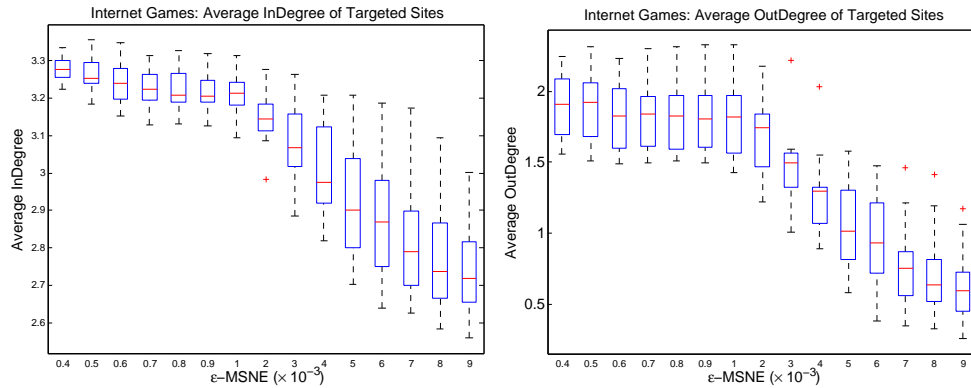 Internet Games: Average InDegree of Targeted Sites
Average InDegree
3.3
3.2
3.1
3
2.9
2.8
2.7
2.6
0.4 0.5 0.6 0.7 0.8 0.9 1 2 3 4 5 6 7 8 9
ε−MSNE (× 10⁻³)
Internet Games: Average OutDegree of Targeted Sites
Average OutDegree
2
1.5
1
0.5
0.4 0.5 0.6 0.7 0.8 0.9 1 2 3 4 5 6 7 8 9
ε−MSNE (× 10⁻³)